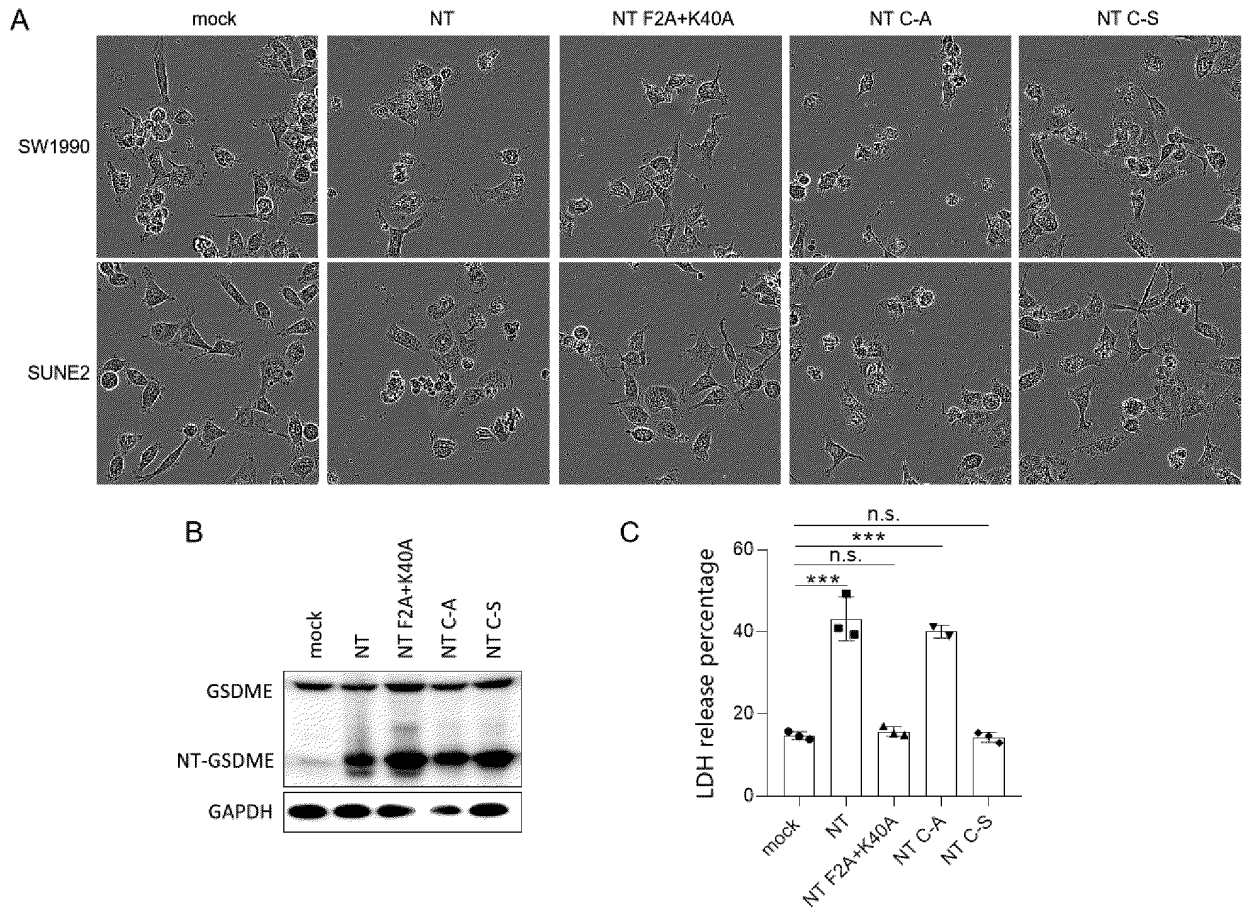 A
mock
NT
NT F2A+K40A
NT C-A
NT C-S
SW1990
SUNE2
B
mock
NT
NT F2A+K40A
NT C-A
NT C-S
GSDME
NT-GSDME
GAPDH
C
n.s.
***
n.s.
***
LDH release percentage
60
40
20
0
mock
NT
NT F2A+K40A
NT C-A
NT C-S